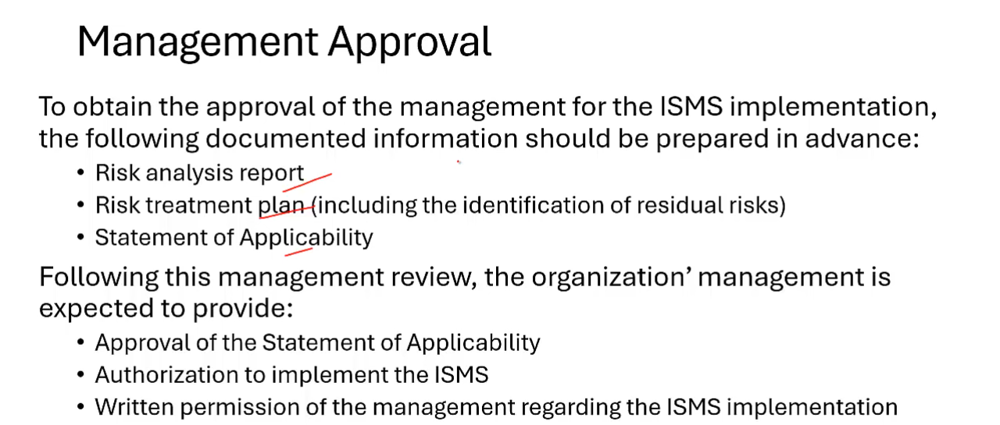 Management Approval
To obtain the approval of the management for the ISMS implementation,
the following documented information should be prepared in advance:
• Risk analysis report
• Risk treatment plan (including the identification of residual risks)
• Statement of Applicability
Following this management review, the organization’ management is
expected to provide:
• Approval of the Statement of Applicability
• Authorization to implement the ISMS
• Written permission of the management regarding the ISMS implementation